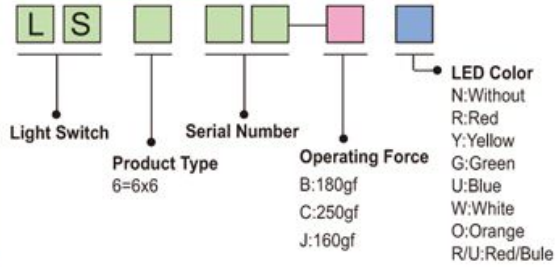 L S
LED Color
N:Without
R:Red
Y:Yellow
G:Green
U:Blue
W:White
O:Orange
R/U:Red/Bule
Light Switch
Serial Number
Product Type
6=6x6
Operating Force
B:180gf
C:250gf
J:160gf